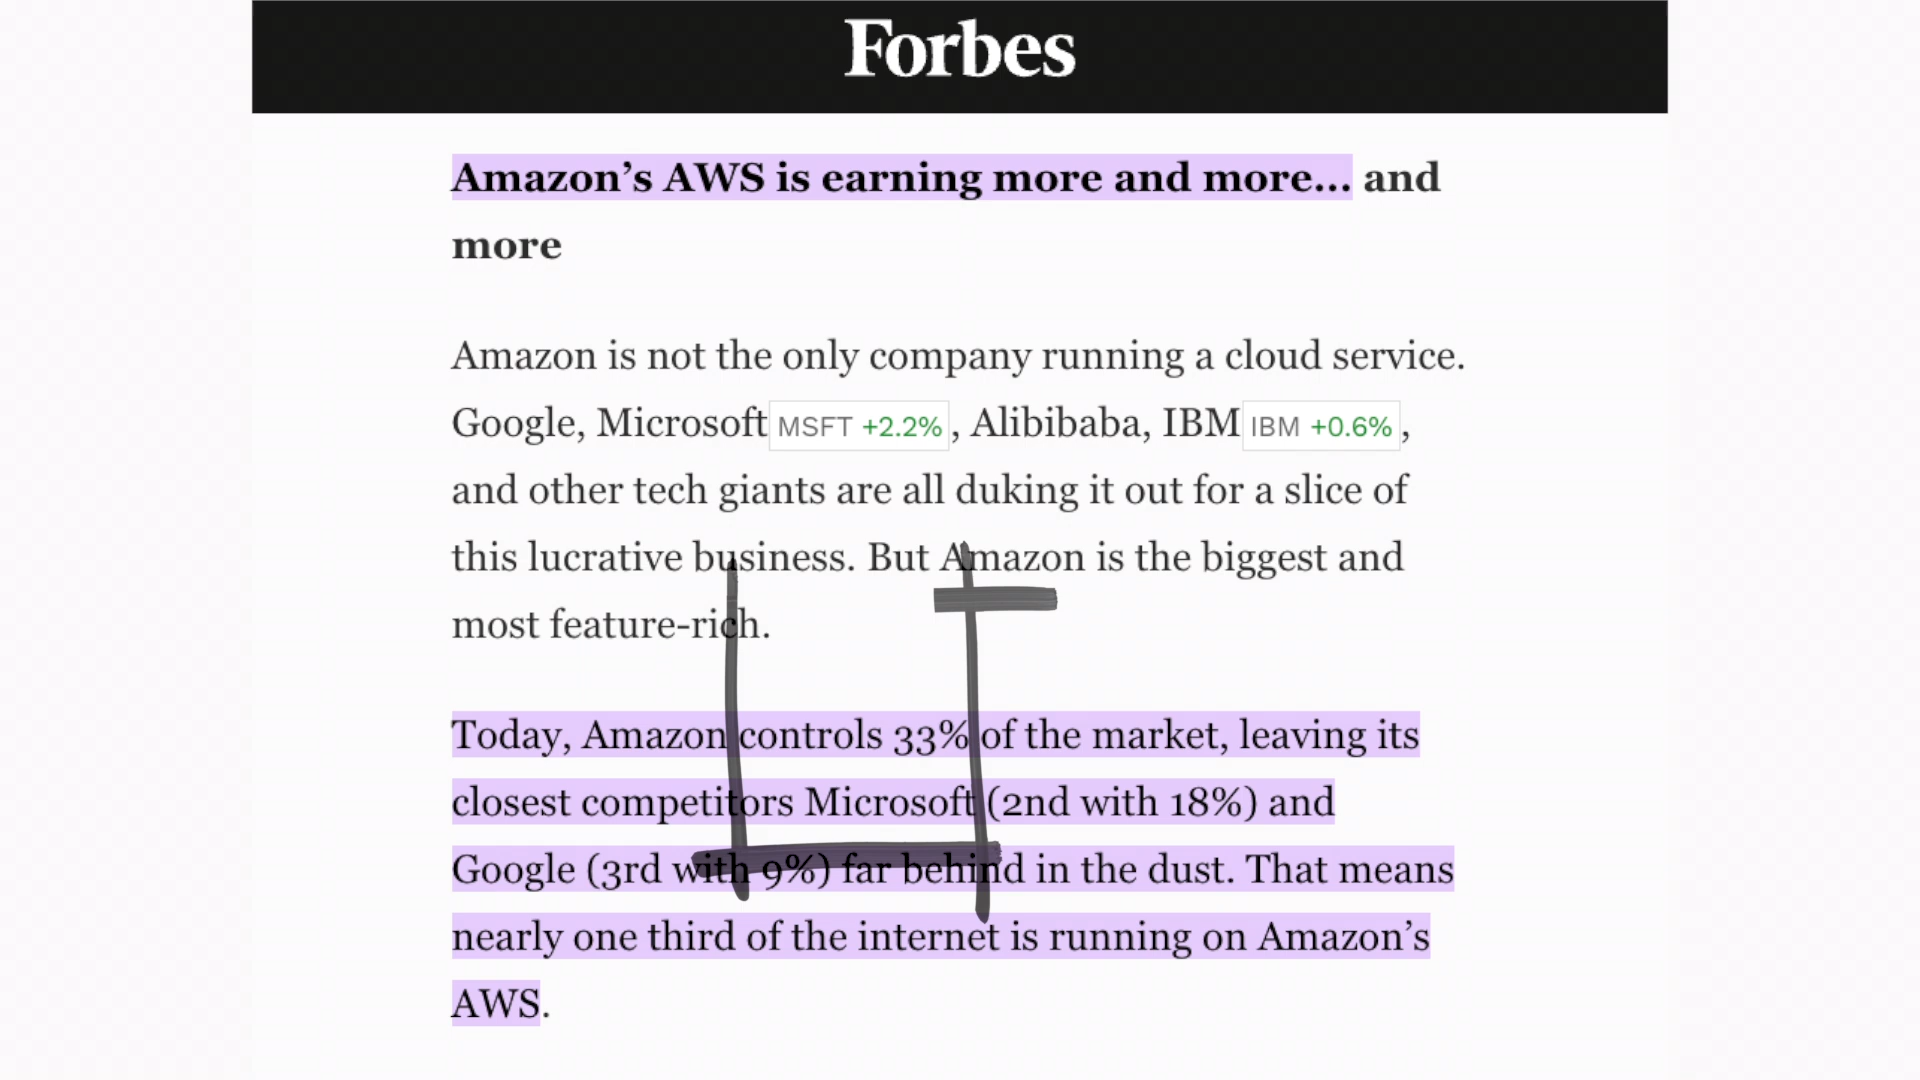 Forbes
Amazon’s AWS is earning more and more... and
more
Amazon is not the only company running a cloud service.
Google, Microsoft MSFT +2.2% , Alibibaba, IBM IBM +0.6% ,
and other tech giants are all duking it out for a slice of
this lucrative business. But Amazon is the biggest and
most feature-rich.
Today, Amazon controls 33% of the market, leaving its
closest competitors Microsoft (2nd with 18%) and
Google (3rd with 9%) far behind in the dust. That means
nearly one third of the internet is running on Amazon’s
AWS.